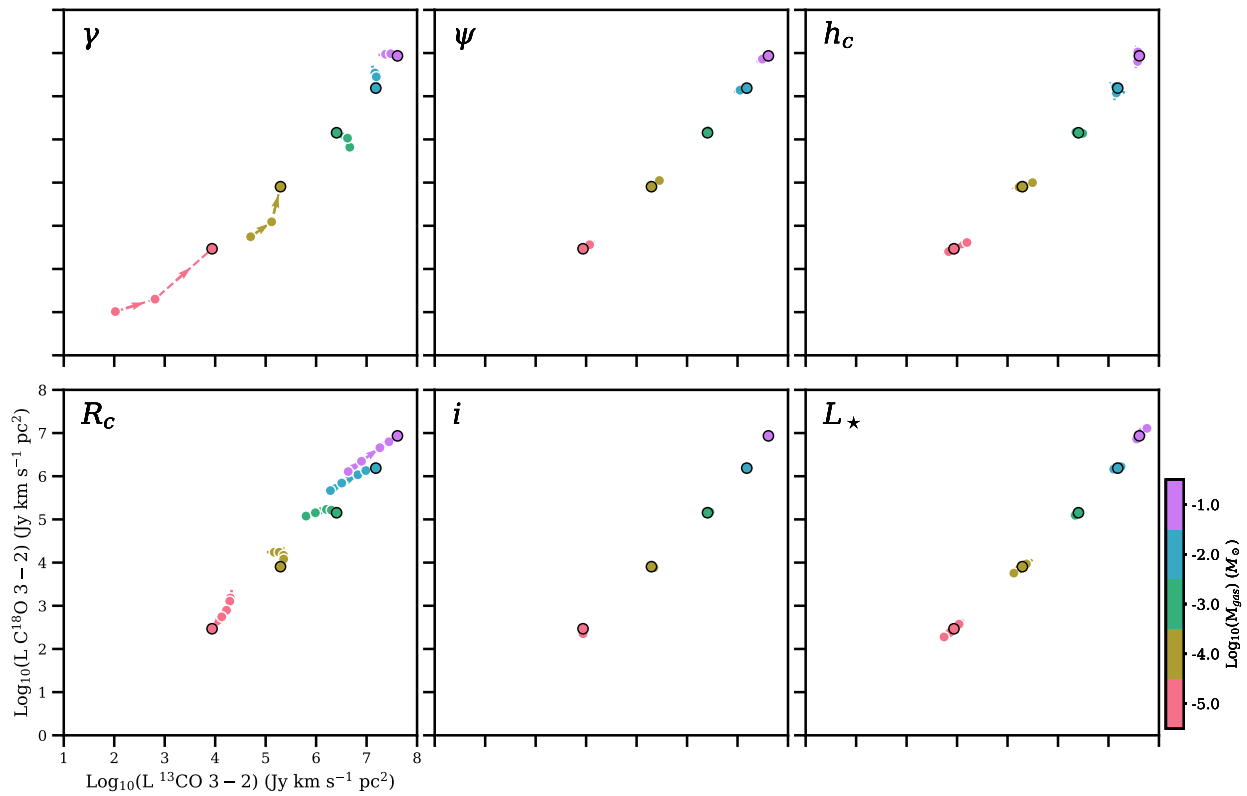 γ
ψ
h_c
R_c
i
L_★
8
7
6
5
4
3
2
1
0
1 2 3 4 5 6 7 8
Log₁₀(L C¹⁸O 3 − 2) (Jy km s⁻¹ pc²)
Log₁₀(L ¹³CO 3 − 2) (Jy km s⁻¹ pc²)
-1.0
-2.0
-3.0
-4.0
-5.0
Log₁₀(M_gas) (M_⊙)